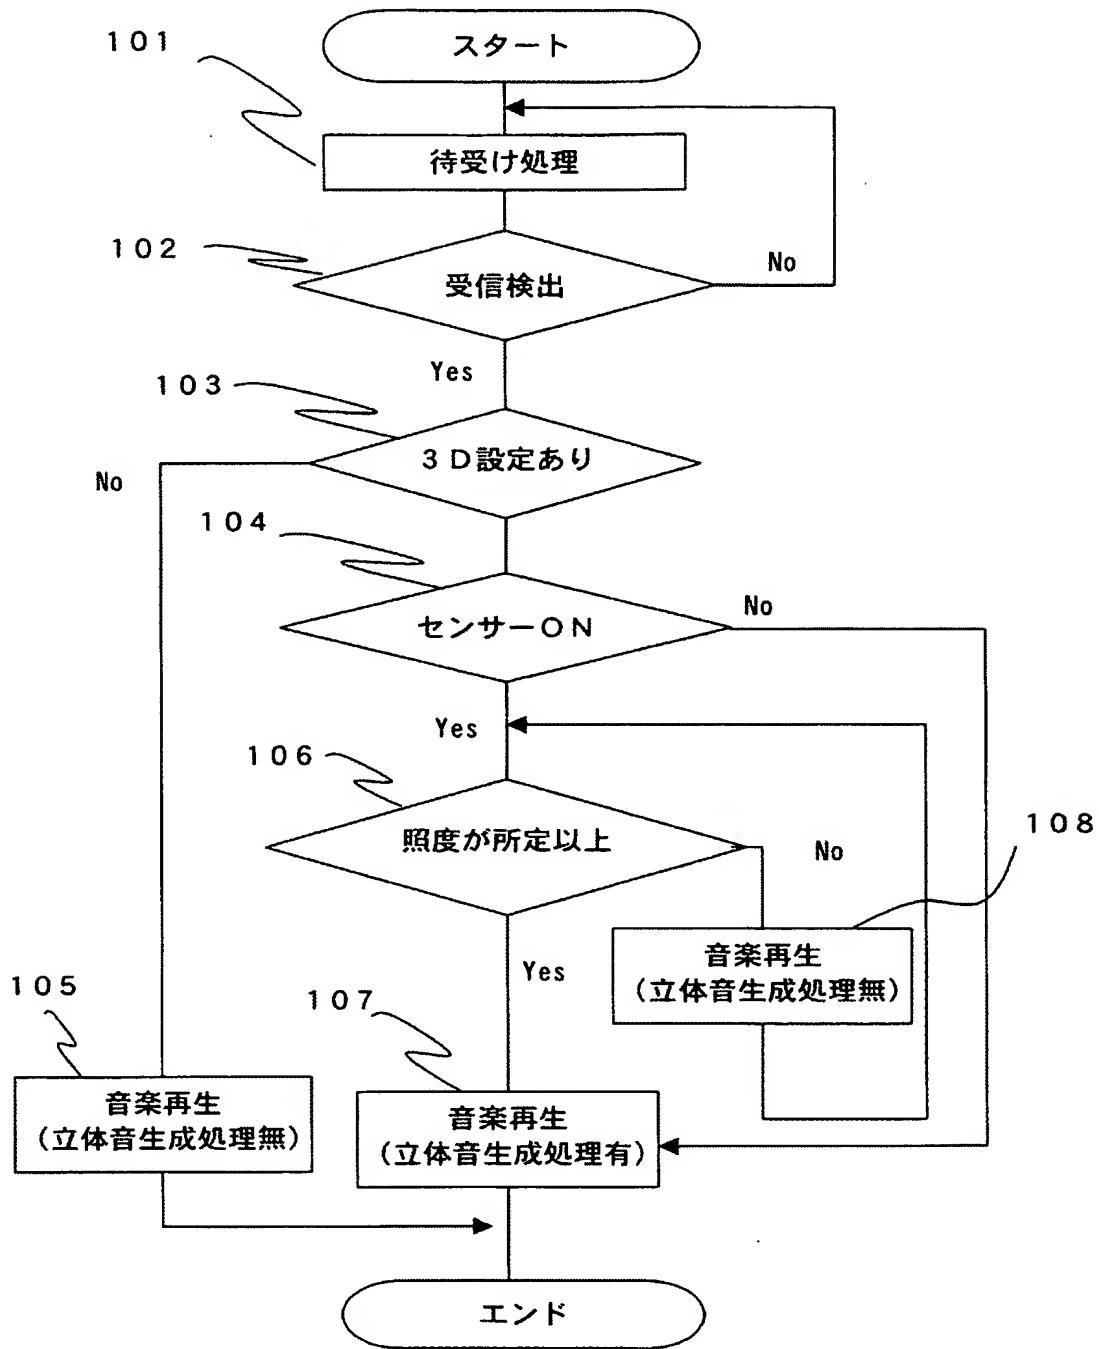 スタート
１０１
待受け処理
１０２
受信検出
No
Yes
１０３
３Ｄ設定あり
No
１０４
センサーＯＮ
No
Yes
１０６
照度が所定以上
No
１０８
Yes
音楽再生
（立体音生成処理無）
１０５
１０７
音楽再生
（立体音生成処理無）
音楽再生
（立体音生成処理有）
エンド